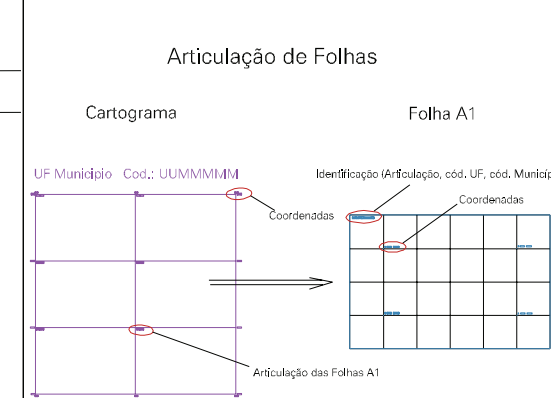 Articulação de Folhas
Cartograma
Folha A1
UF Municipio Cod.: UUMMMMM
Identificação (Articulação, cód. UF, cód. Municíp
Coordenadas
Coordenadas
Articulação das Folhas A1